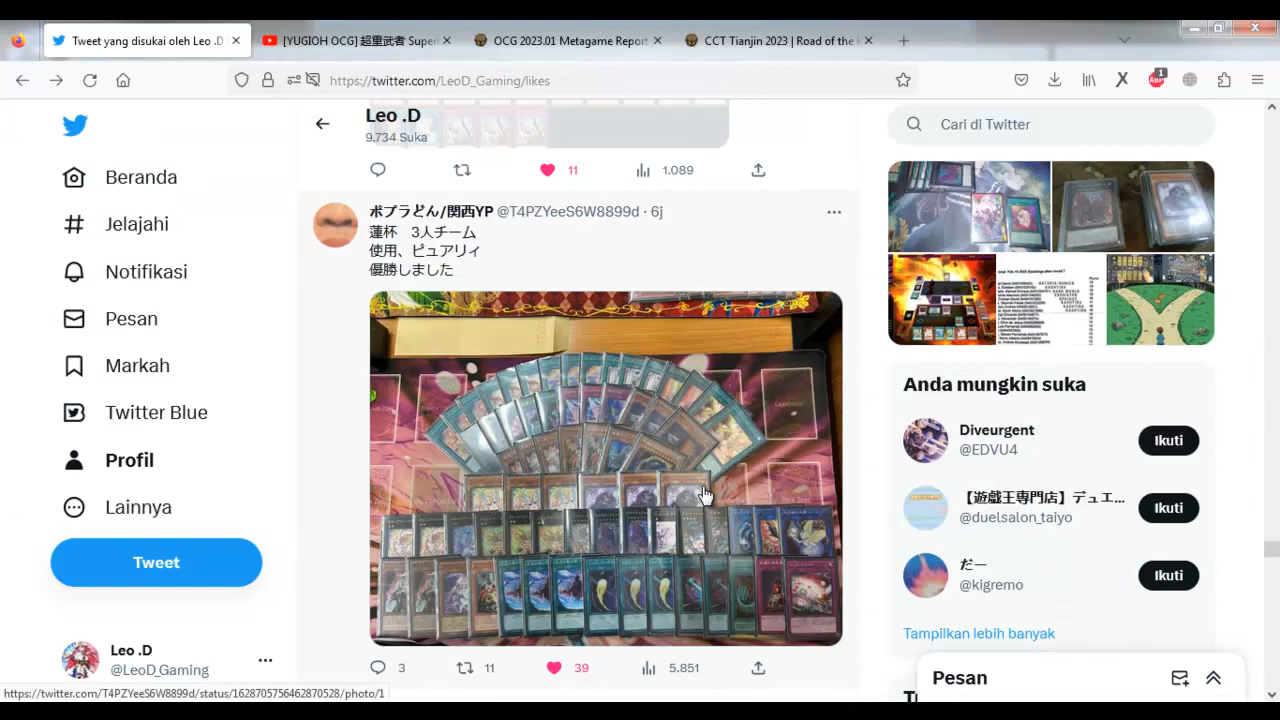 Tweet yang disukai oleh Leo .D
[YUGIOH OCG] 超重武者 Super
OCG 2023.01 Metagame Report
CCT Tianjin 2023 | Road of the
https://twitter.com/LeoD_Gaming/likes
1
Leo .D
9.734 Suka
Cari di Twitter
11
1.089
Beranda
Jelajahi
Notifikasi
Pesan
Markah
Twitter Blue
Profil
Lainnya
Tweet
Leo .D
@LeoD_Gaming
ポプラどん/関西YP @T4PZYeeS6W8899d · 6j
蓮杯 3人チーム
使用、ピュアリィ
優勝しました
3
11
39
5.851
Anda mungkin suka
Diveurgent
@EDVU4
Ikuti
【遊戯王専門店】デュエ...
@duelsalon_taiyo
Ikuti
だー
@kigremo
Ikuti
Tampilkan lebih banyak
Pesan
https://twitter.com/T4PZYeeS6W8899d/status/1628705756462870528/photo/1